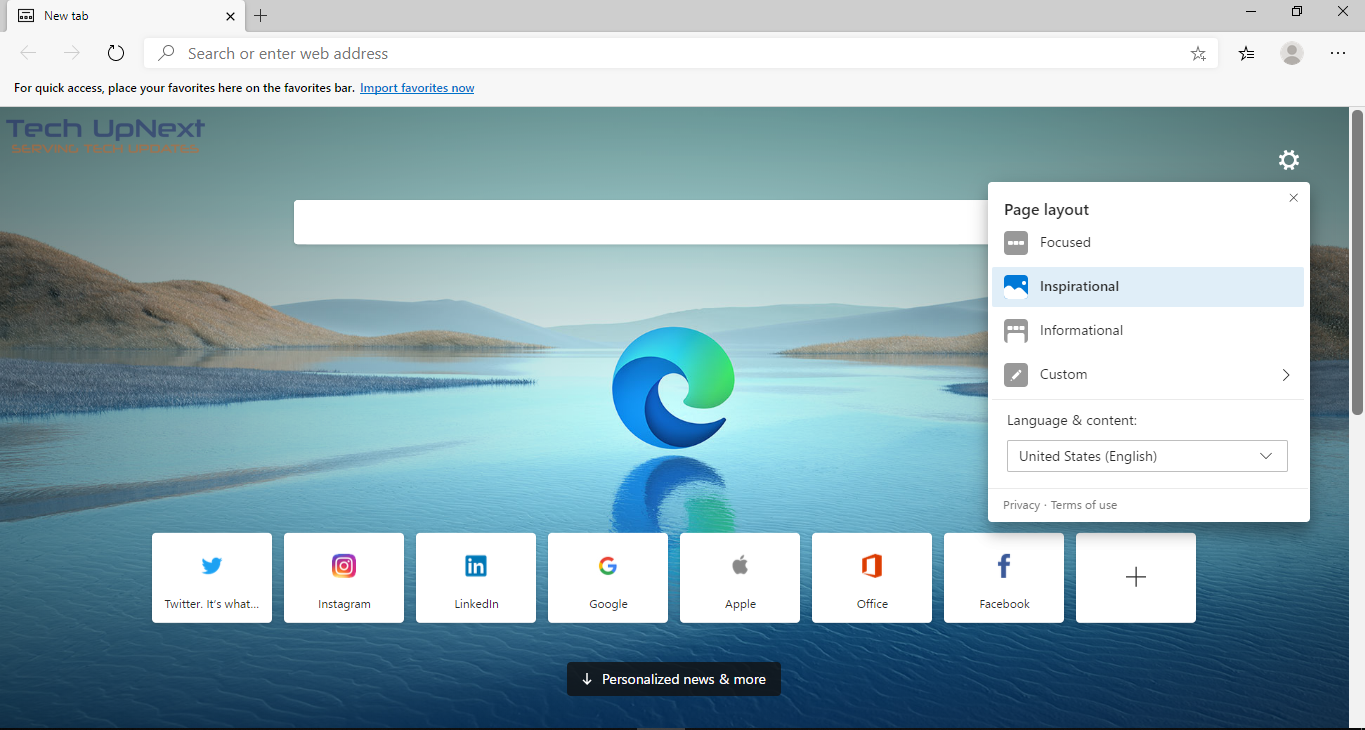 New tab
Search or enter web address
For quick access, place your favorites here on the favorites bar. Import favorites now
Tech UpNext
SERVING TECH UPDATES
Page layout
Focused
Inspirational
Informational
Custom
Language & content:
United States (English)
Privacy · Terms of use
Twitter. It's what...
Instagram
LinkedIn
Google
Apple
Office
Facebook
Personalized news & more